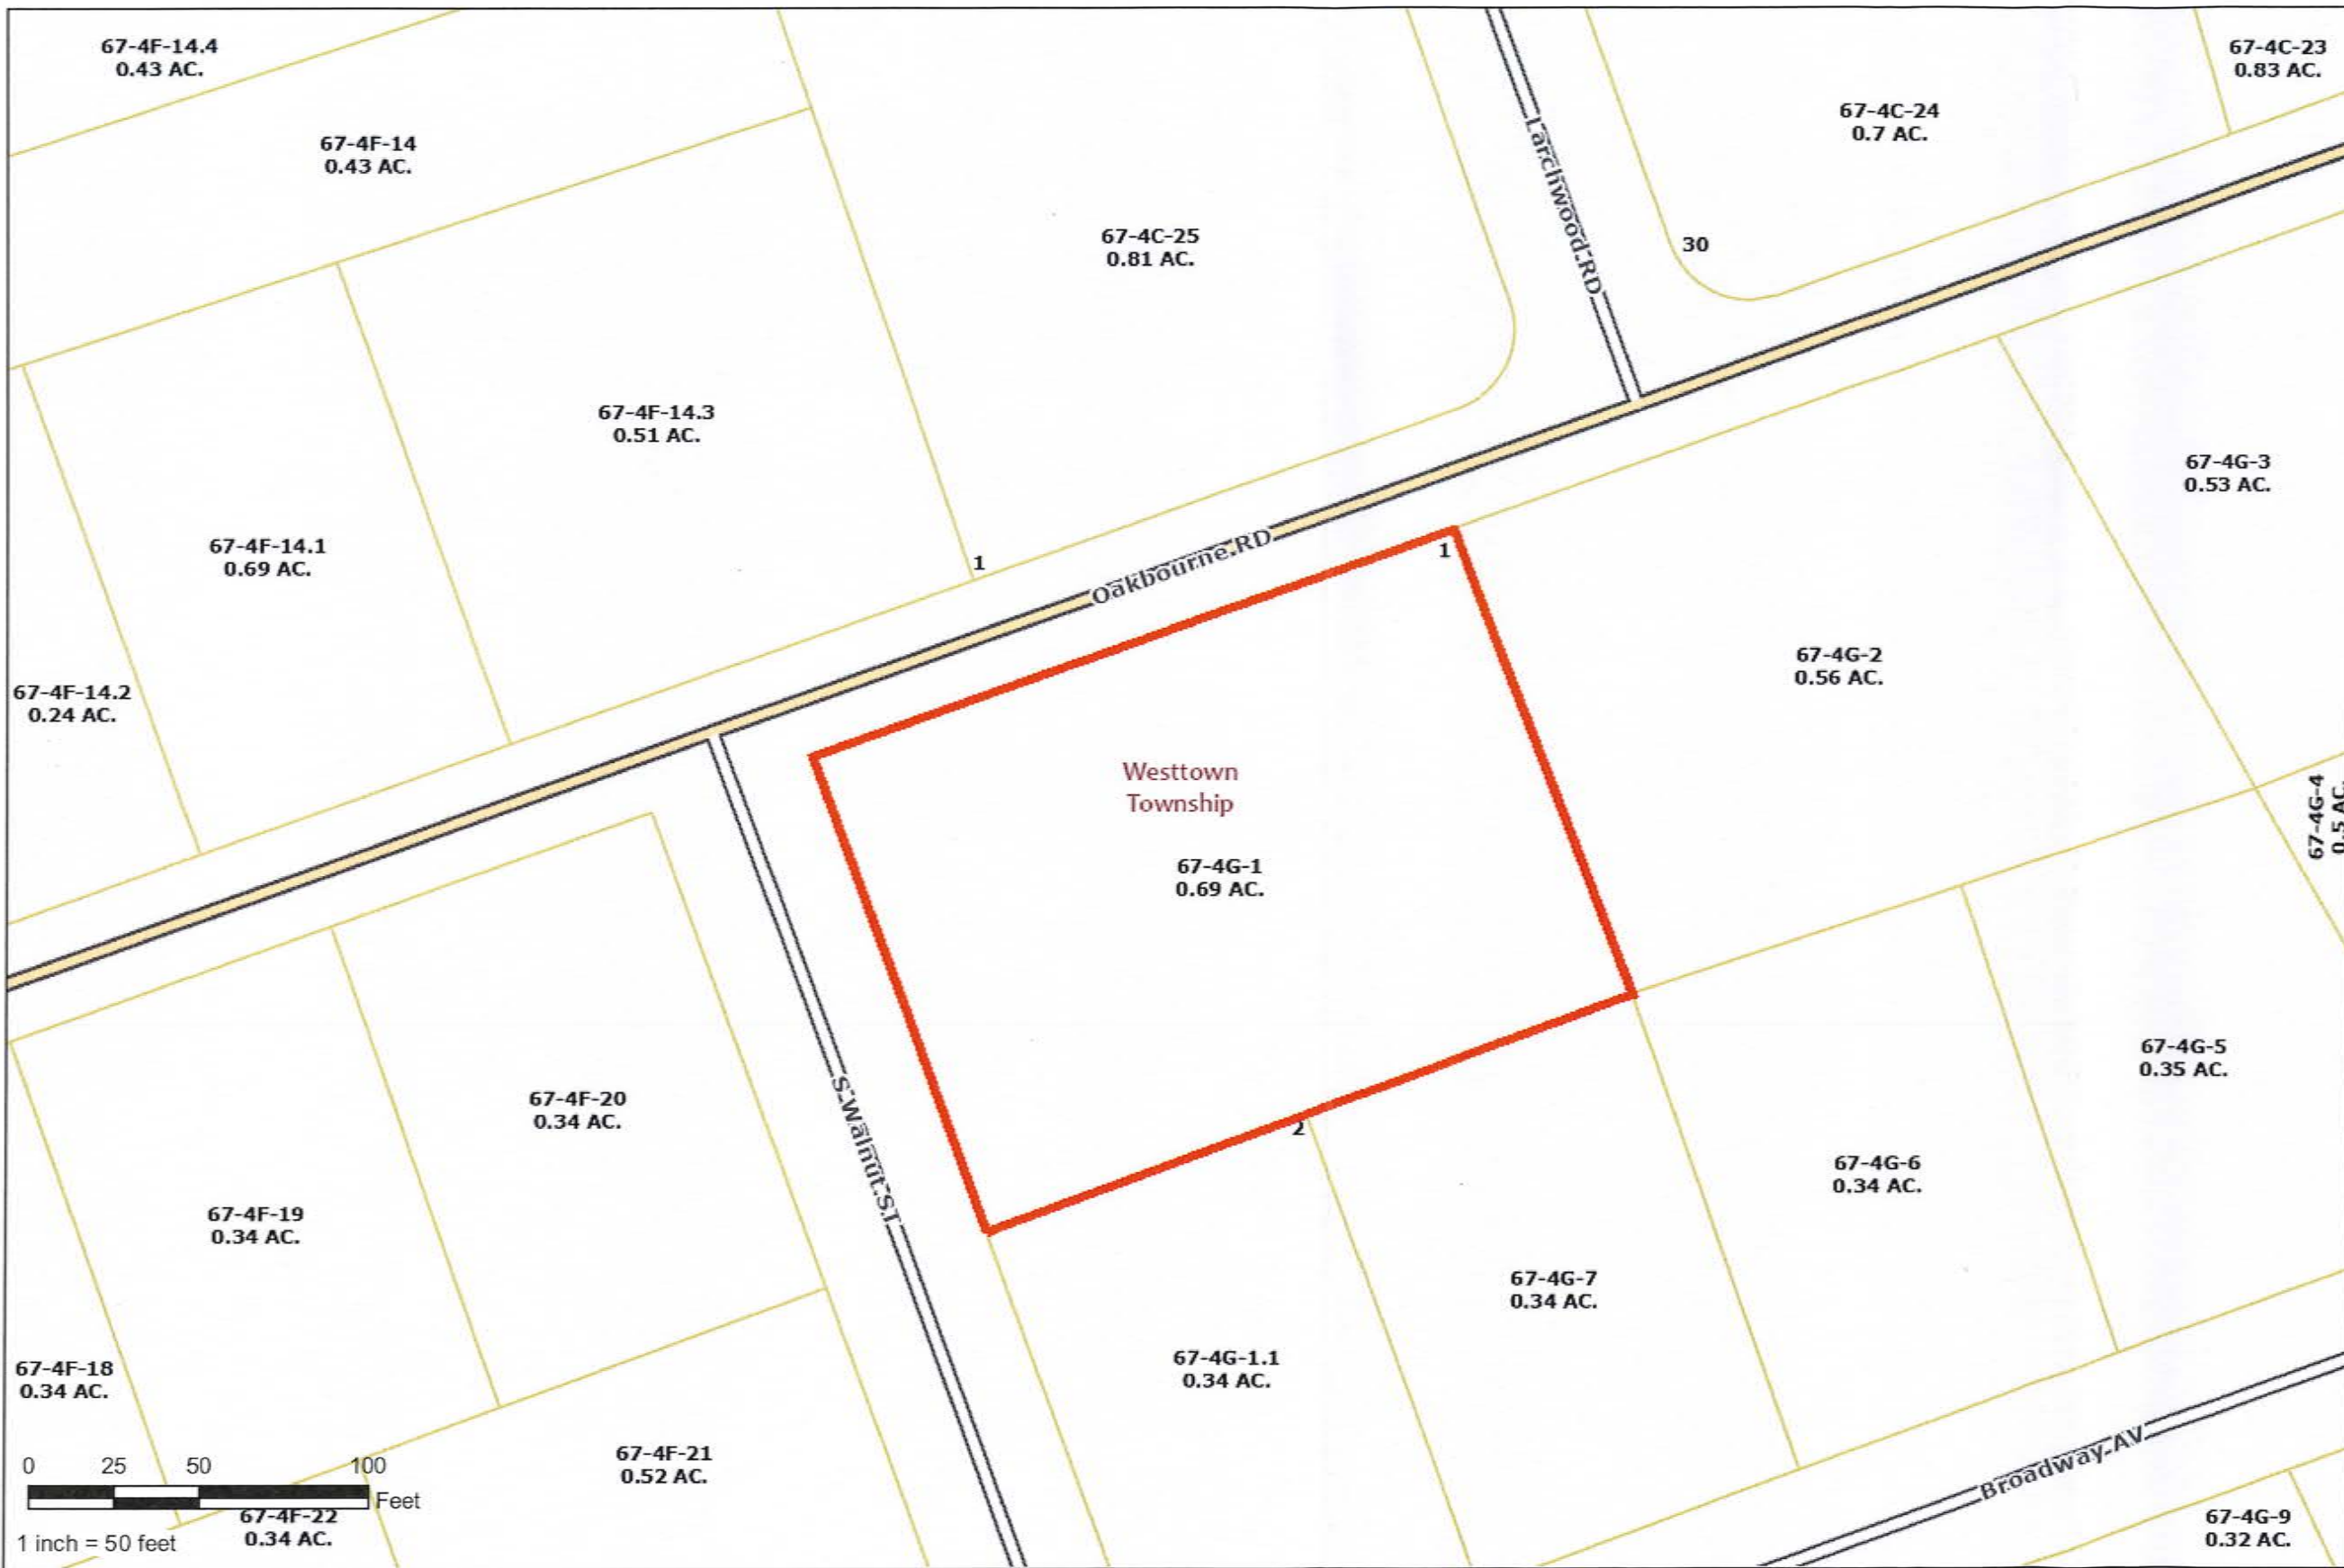 67-4F-14.4
0.43 AC.
67-4C-23
0.83 AC.
67-4C-24
0.7 AC.
67-4F-14
0.43 AC.
Larchwood RD
67-4C-25
0.81 AC.
30
67-4F-14.3
0.51 AC.
67-4G-3
0.53 AC.
67-4F-14.1
0.69 AC.
1
Oakbourne RD
1
67-4G-2
0.56 AC.
67-4F-14.2
0.24 AC.
Westtown
Township
67-4G-4
0.5 AC.
67-4G-1
0.69 AC.
67-4G-5
0.35 AC.
67-4F-20
0.34 AC.
S Walnut ST
2
67-4G-6
0.34 AC.
67-4F-19
0.34 AC.
67-4G-7
0.34 AC.
67-4G-1.1
0.34 AC.
67-4F-18
0.34 AC.
67-4F-21
0.52 AC.
Broadway AV
0 25 50 100
Feet
67-4F-22
0.34 AC.
1 inch = 50 feet
67-4G-9
0.32 AC.